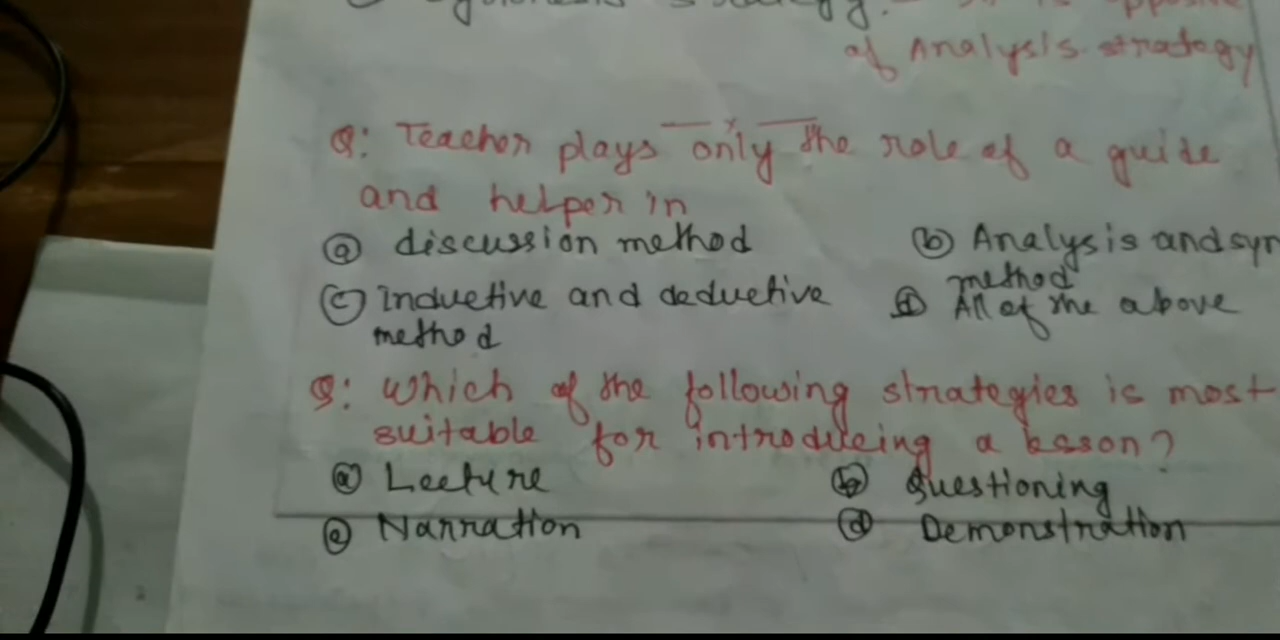 strategy.
of Analysis strategy
Q: Teacher plays only the role of a guide
and helper in
(a) discussion method (b) Analysis and syn
method
(c) inductive and deductive (d) All of the above
method
Q: which of the following strategies is most
suitable for introducing a lesson?
(a) Lecture (b) Questioning
(c) Narration (d) Demonstration